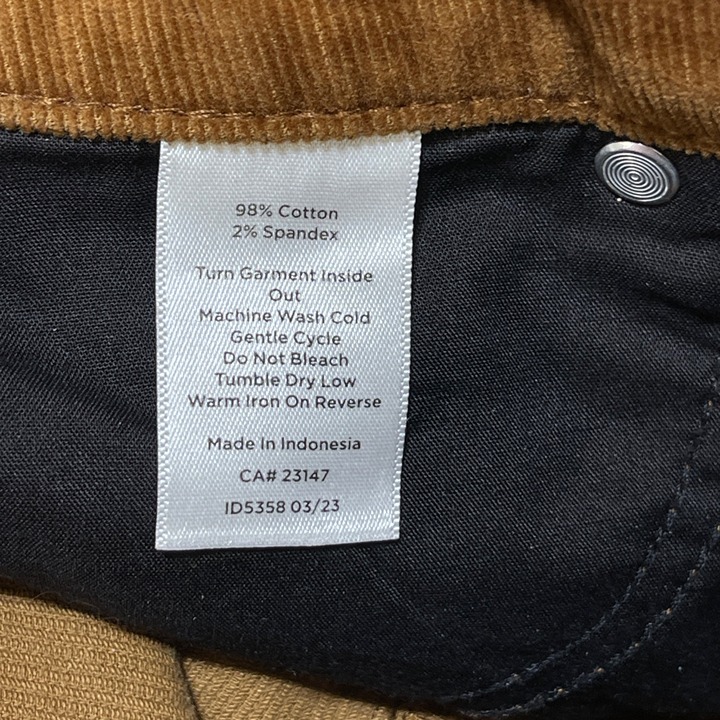 98% Cotton
2% Spandex
Turn Garment Inside
Out
Machine Wash Cold
Gentle Cycle
Do Not Bleach
Tumble Dry Low
Warm Iron On Reverse
Made In Indonesia
CA# 23147
ID5358 03/23